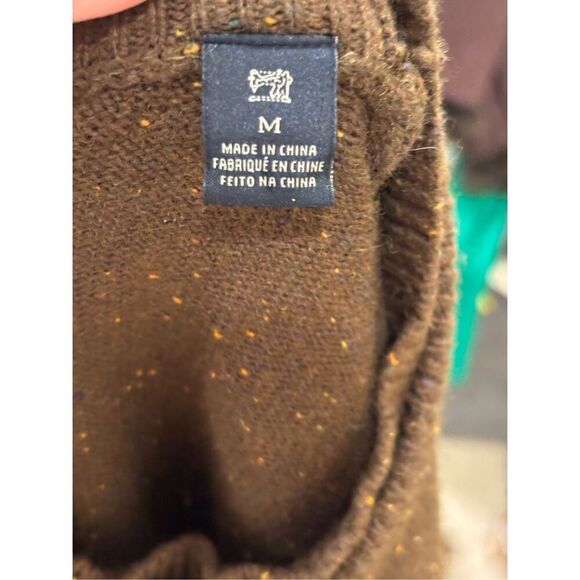 M
MADE IN CHINA
FABRIQUÉ EN CHINE
FEITO NA CHINA